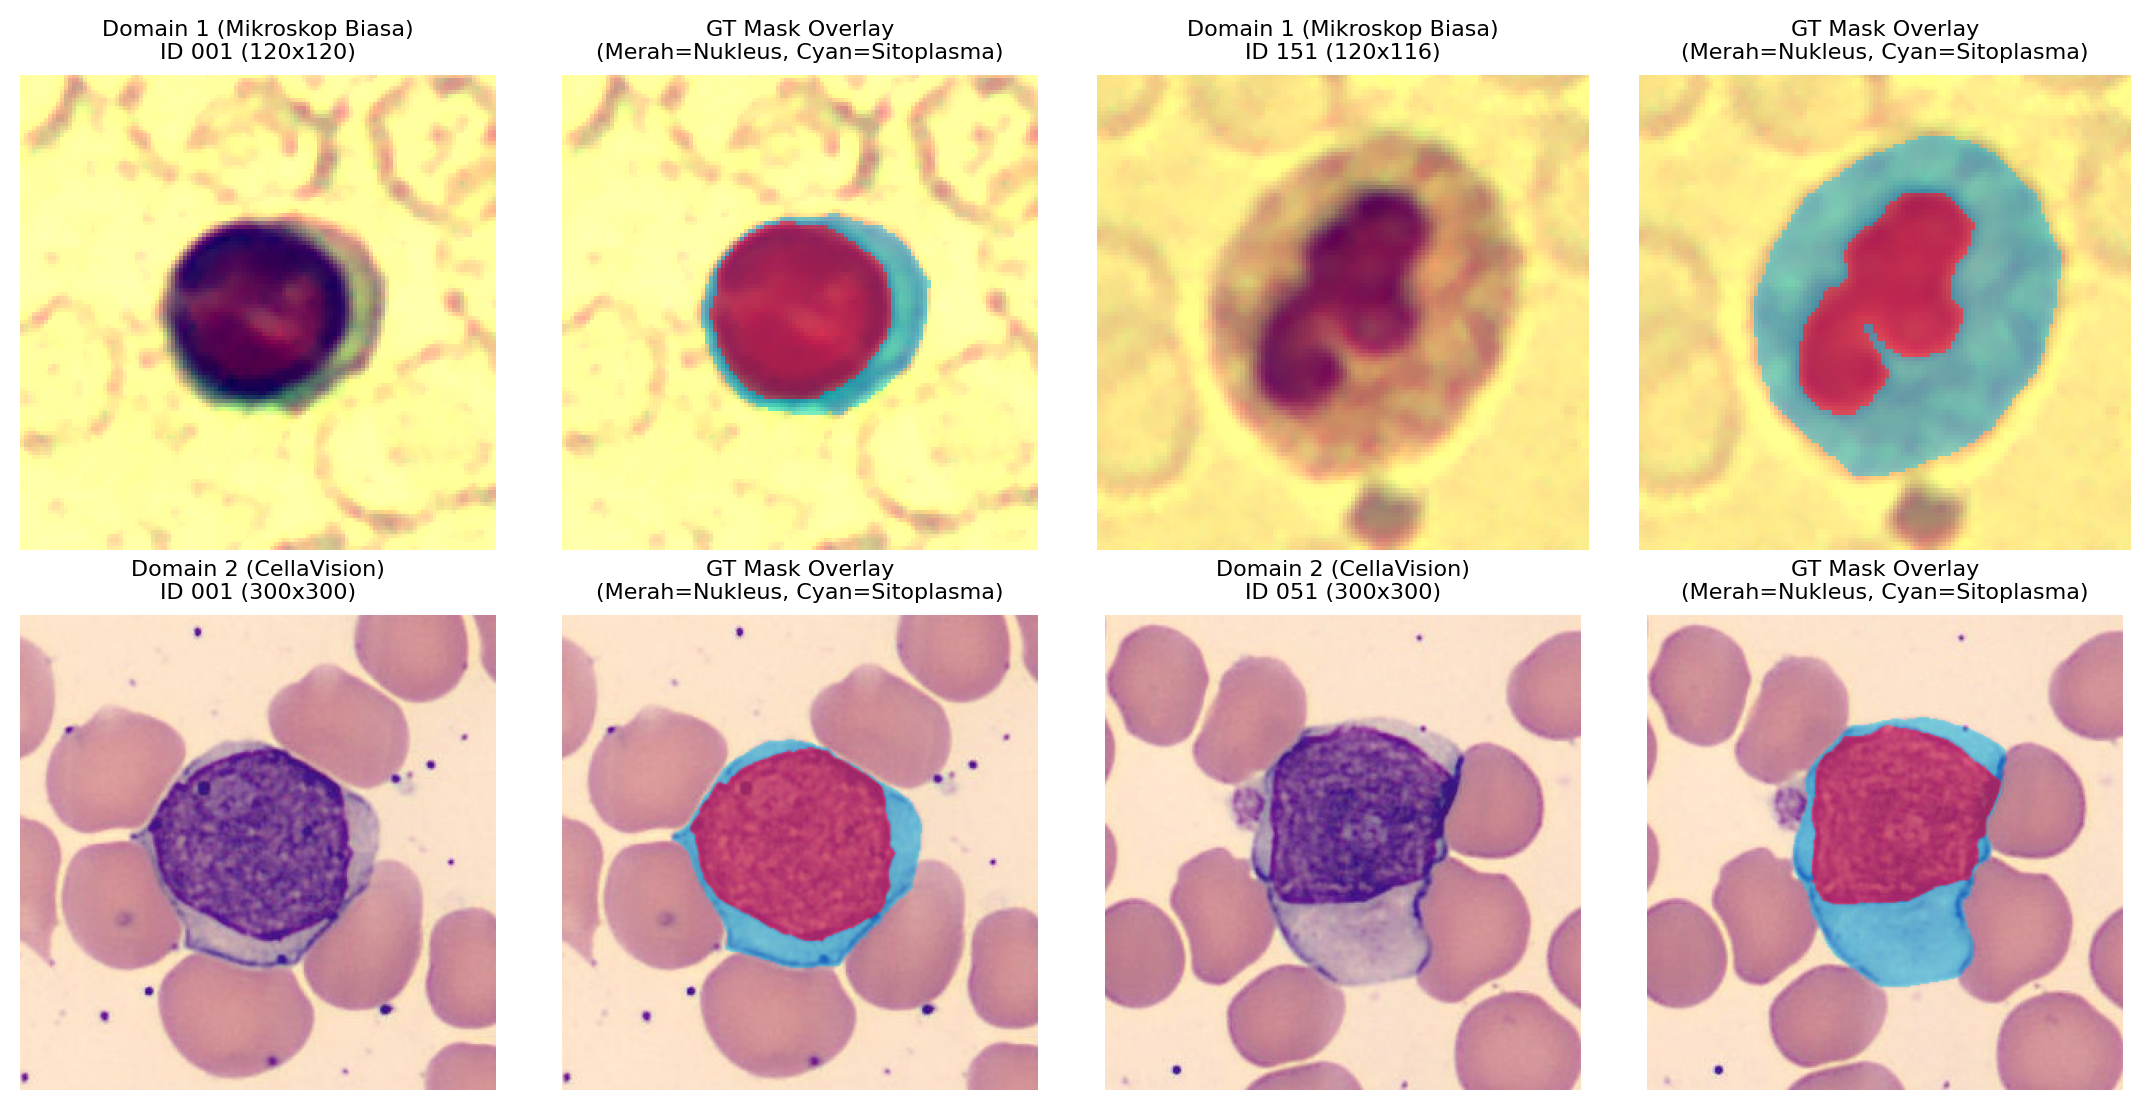 Domain 1 (Mikroskop Biasa)
ID 001 (120x120)
GT Mask Overlay
(Merah=Nukleus, Cyan=Sitoplasma)
Domain 1 (Mikroskop Biasa)
ID 151 (120x116)
GT Mask Overlay
(Merah=Nukleus, Cyan=Sitoplasma)
Domain 2 (CellaVision)
ID 001 (300x300)
GT Mask Overlay
(Merah=Nukleus, Cyan=Sitoplasma)
Domain 2 (CellaVision)
ID 051 (300x300)
GT Mask Overlay
(Merah=Nukleus, Cyan=Sitoplasma)